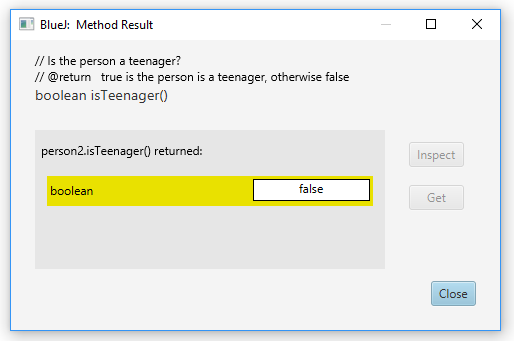 BlueJ:  Method Result
// Is the person a teenager?
// @return   true is the person is a teenager, otherwise false
boolean isTeenager()
person2.isTeenager() returned:
Inspect
boolean
false
Get
Close